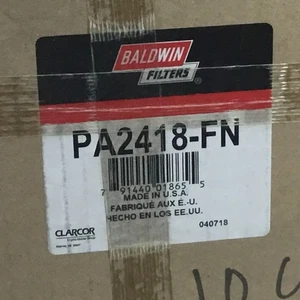 BALDWIN
FILTERS®
PA2418-FN
7 91440 01865 5
MADE IN U.S.A.
FABRIQUÉ AUX É.-U.
HECHO EN LOS EE.UU.
CLARCOR
040718